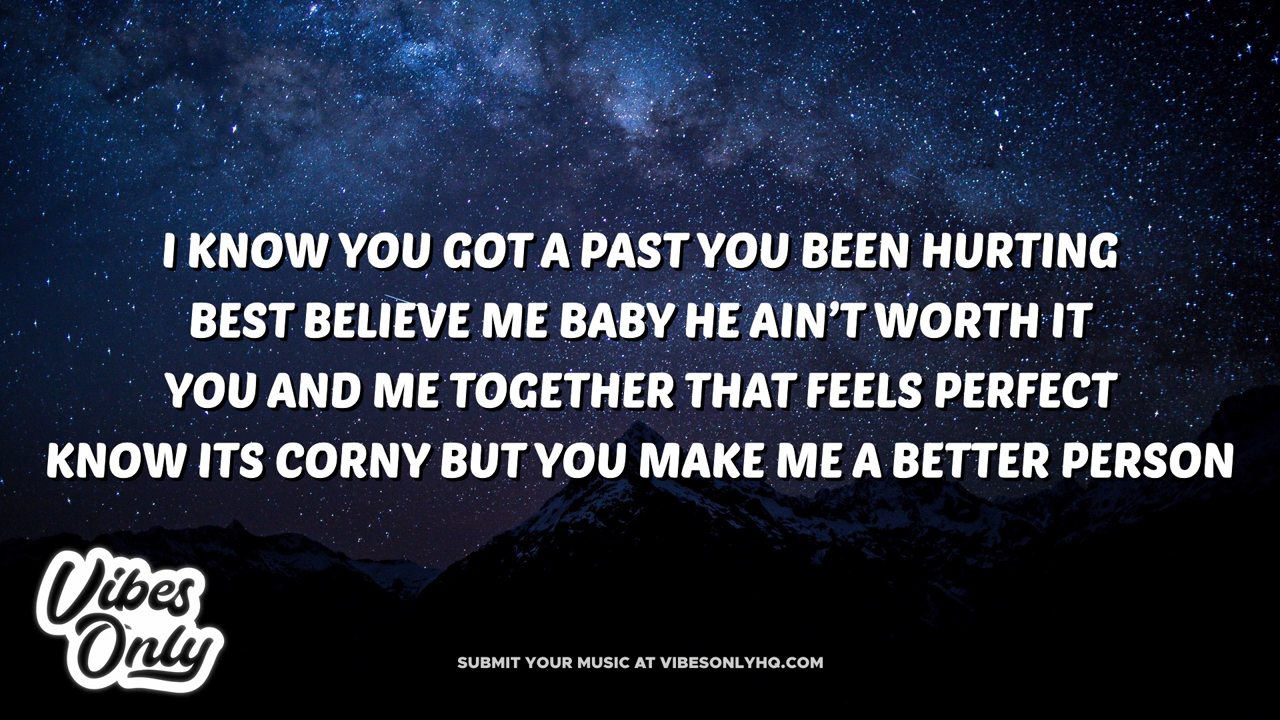 I KNOW YOU GOT A PAST YOU BEEN HURTING
BEST BELIEVE ME BABY HE AIN’T WORTH IT
YOU AND ME TOGETHER THAT FEELS PERFECT
KNOW ITS CORNY BUT YOU MAKE ME A BETTER PERSON
Vibes
Only
SUBMIT YOUR MUSIC AT VIBESONLYHQ.COM